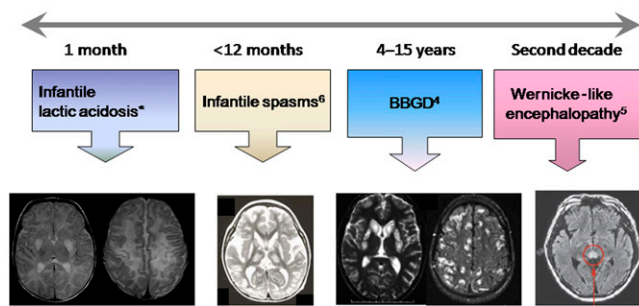 1 month <12 months 4–15 years Second decade
Infantile
lactic acidosis*
Infantile spasms⁶
BBGD⁴
Wernicke-like
encephalopathy⁵